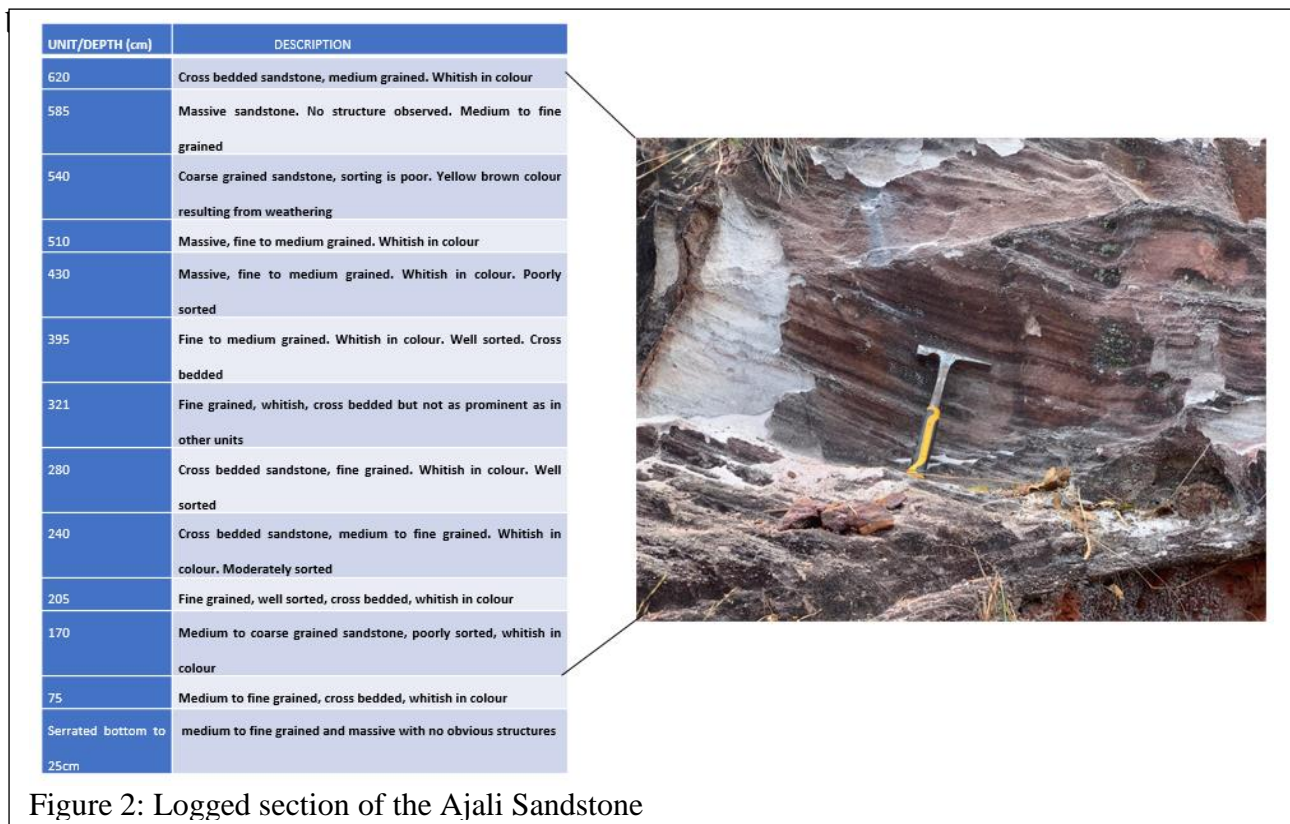 UNIT/DEPTH (cm) DESCRIPTION
620 Cross bedded sandstone, medium grained. Whitish in colour
585 Massive sandstone. No structure observed. Medium to fine
grained
540 Coarse grained sandstone, sorting is poor. Yellow brown colour
resulting from weathering
510 Massive, fine to medium grained. Whitish in colour
430 Massive, fine to medium grained. Whitish in colour. Poorly
sorted
395 Fine to medium grained. Whitish in colour. Well sorted. Cross
bedded
321 Fine grained, whitish, cross bedded but not as prominent as in
other units
280 Cross bedded sandstone, fine grained. Whitish in colour. Well
sorted
240 Cross bedded sandstone, medium to fine grained. Whitish in
colour. Moderately sorted
205 Fine grained, well sorted, cross bedded, whitish in colour
170 Medium to coarse grained sandstone, poorly sorted, whitish in
colour
75 Medium to fine grained, cross bedded, whitish in colour
Serrated bottom to medium to fine grained and massive with no obvious structures
25cm
Figure 2: Logged section of the Ajali Sandstone